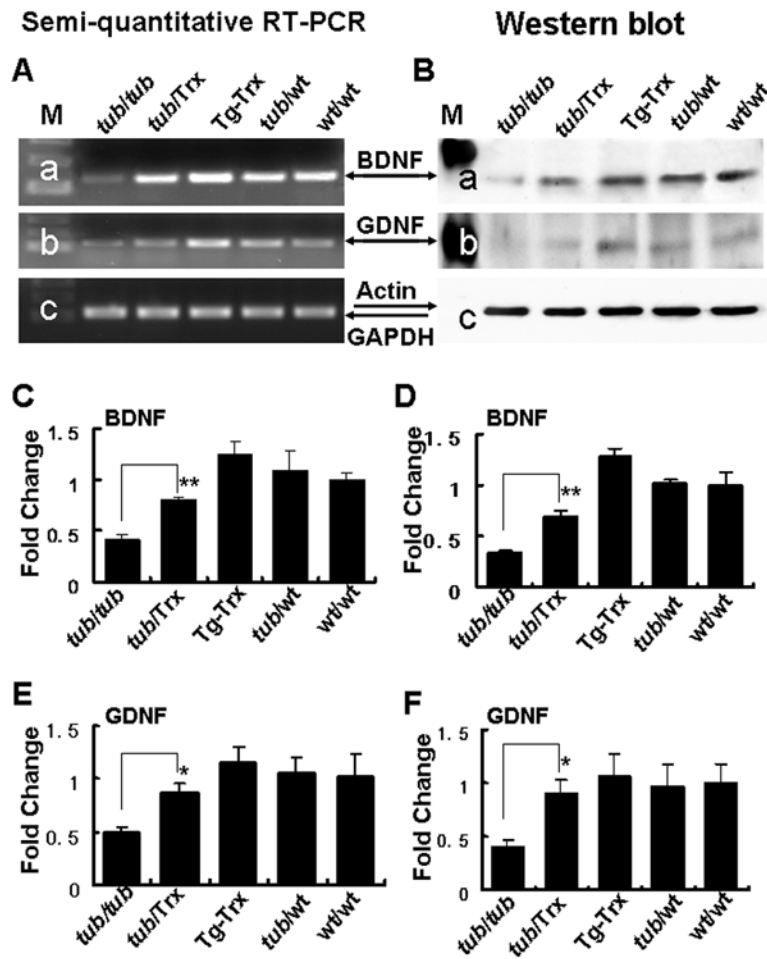 Semi-quantitative RT-PCR
Western blot
A
M
tub/tub
tub/Trx
Tg-Trx
tub/wt
wt/wt
B
M
tub/tub
tub/Trx
Tg-Trx
tub/wt
wt/wt
a
BDNF
a
b
GDNF
b
c
Actin
GAPDH
c
C
BDNF
Fold Change
1.5
1
0.5
0
**
tub/tub
tub/Trx
Tg-Trx
tub/wt
wt/wt
D
BDNF
Fold Change
1.5
1
0.5
0
**
tub/tub
tub/Trx
Tg-Trx
tub/wt
wt/wt
E
GDNF
Fold Change
1.5
1
0.5
0
*
tub/tub
tub/Trx
Tg-Trx
tub/wt
wt/wt
F
GDNF
Fold Change
1.5
1
0.5
0
*
tub/tub
tub/Trx
Tg-Trx
tub/wt
wt/wt